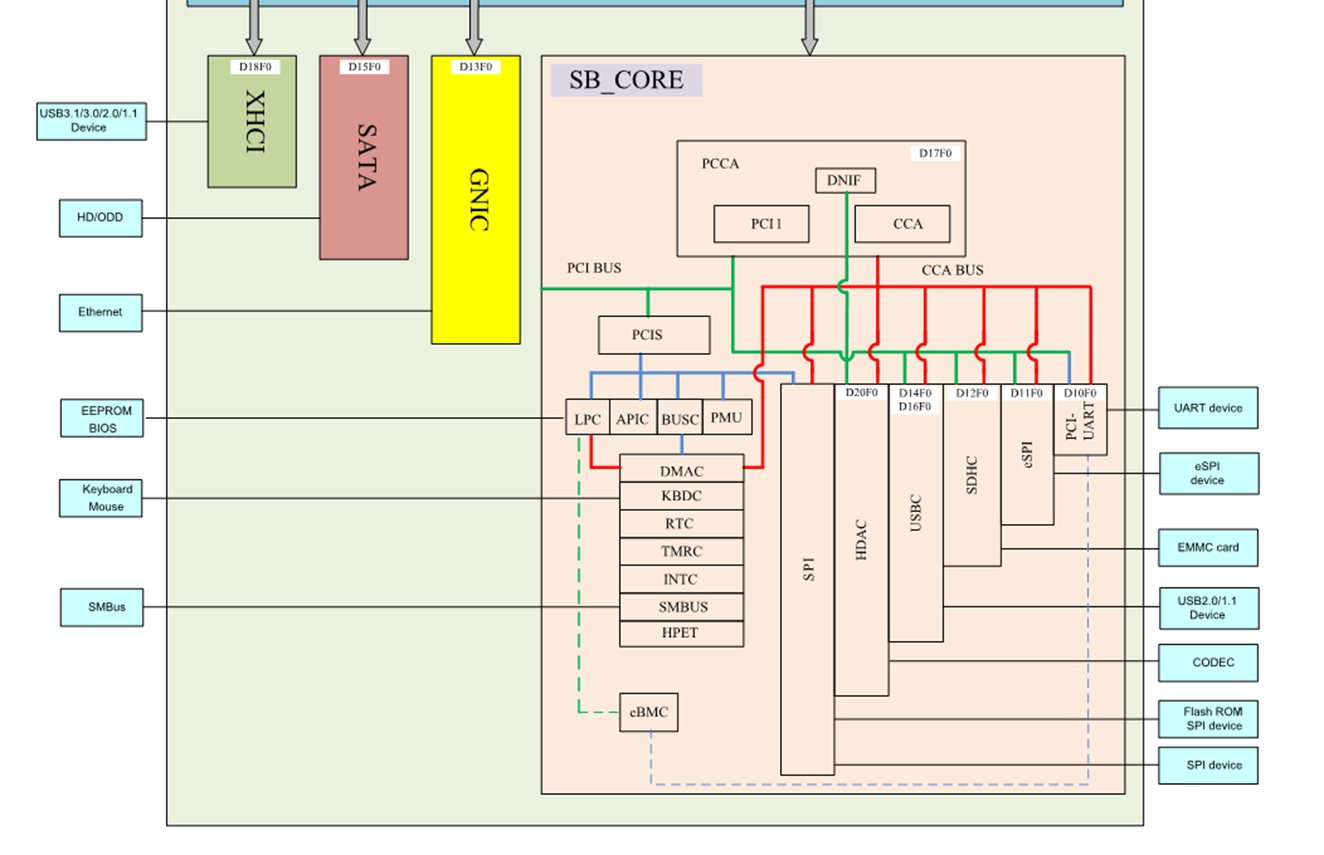 D18F0
D15F0
D13F0
XHCI
SATA
GNIC
SB_CORE
USB3.1/3.0/2.0/1.1
Device
HD/ODD
Ethernet
EEPROM
BIOS
Keyboard
Mouse
SMBus
D17F0
PCCA
DNIF
PCI 1
CCA
PCI BUS
CCA BUS
PCIS
LPC
APIC
BUSC
PMU
DMAC
KBDC
RTC
TMRC
INTC
SMBUS
HPET
eBMC
SPI
D20F0
HDAC
D14F0
D16F0
USBC
D12F0
SDHC
D11F0
eSPI
D10F0
PCI-
UART
UART device
eSPI
device
EMMC card
USB2.0/1.1
Device
CODEC
Flash ROM
SPI device
SPI device